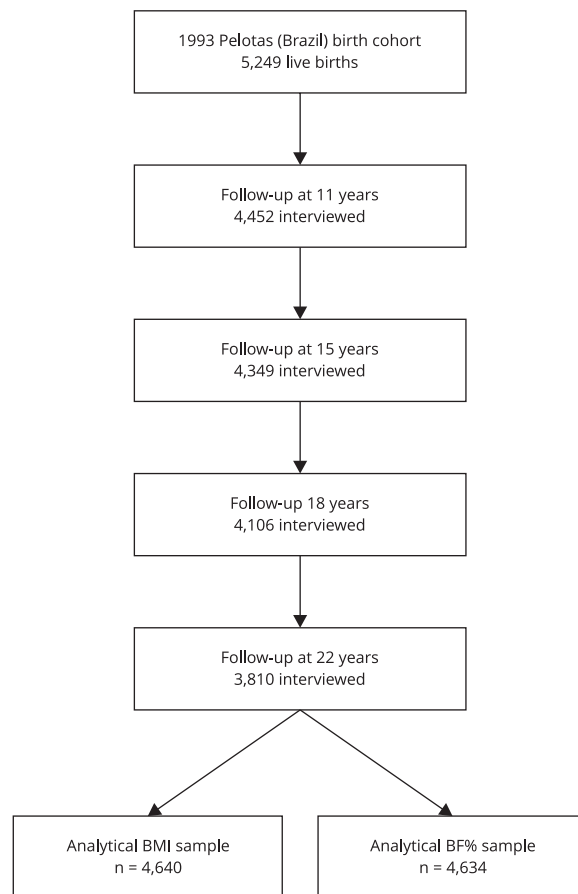 1993 Pelotas (Brazil) birth cohort
5,249 live births
Follow-up at 11 years
4,452 interviewed
Follow-up at 15 years
4,349 interviewed
Follow-up 18 years
4,106 interviewed
Follow-up at 22 years
3,810 interviewed
Analytical BMI sample
n = 4,640
Analytical BF% sample
n = 4,634